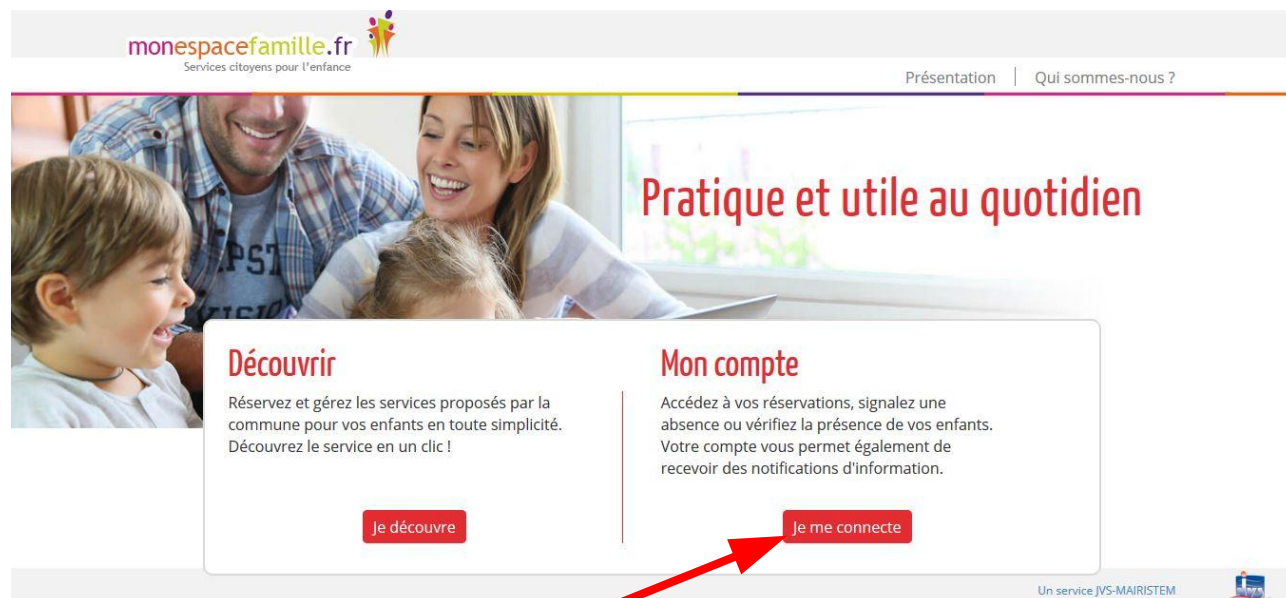 monespacefamille.fr
Services citoyens pour l'enfance
Présentation
Qui sommes-nous ?
Pratique et utile au quotidien
Découvrir
Réservez et gérez les services proposés par la
commune pour vos enfants en toute simplicité.
Découvrez le service en un clic !
Je découvre
Mon compte
Accédez à vos réservations, signalez une
absence ou vérifiez la présence de vos enfants.
Votre compte vous permet également de
recevoir des notifications d'information.
Je me connecte
Un service JVS-MAIRISTEM